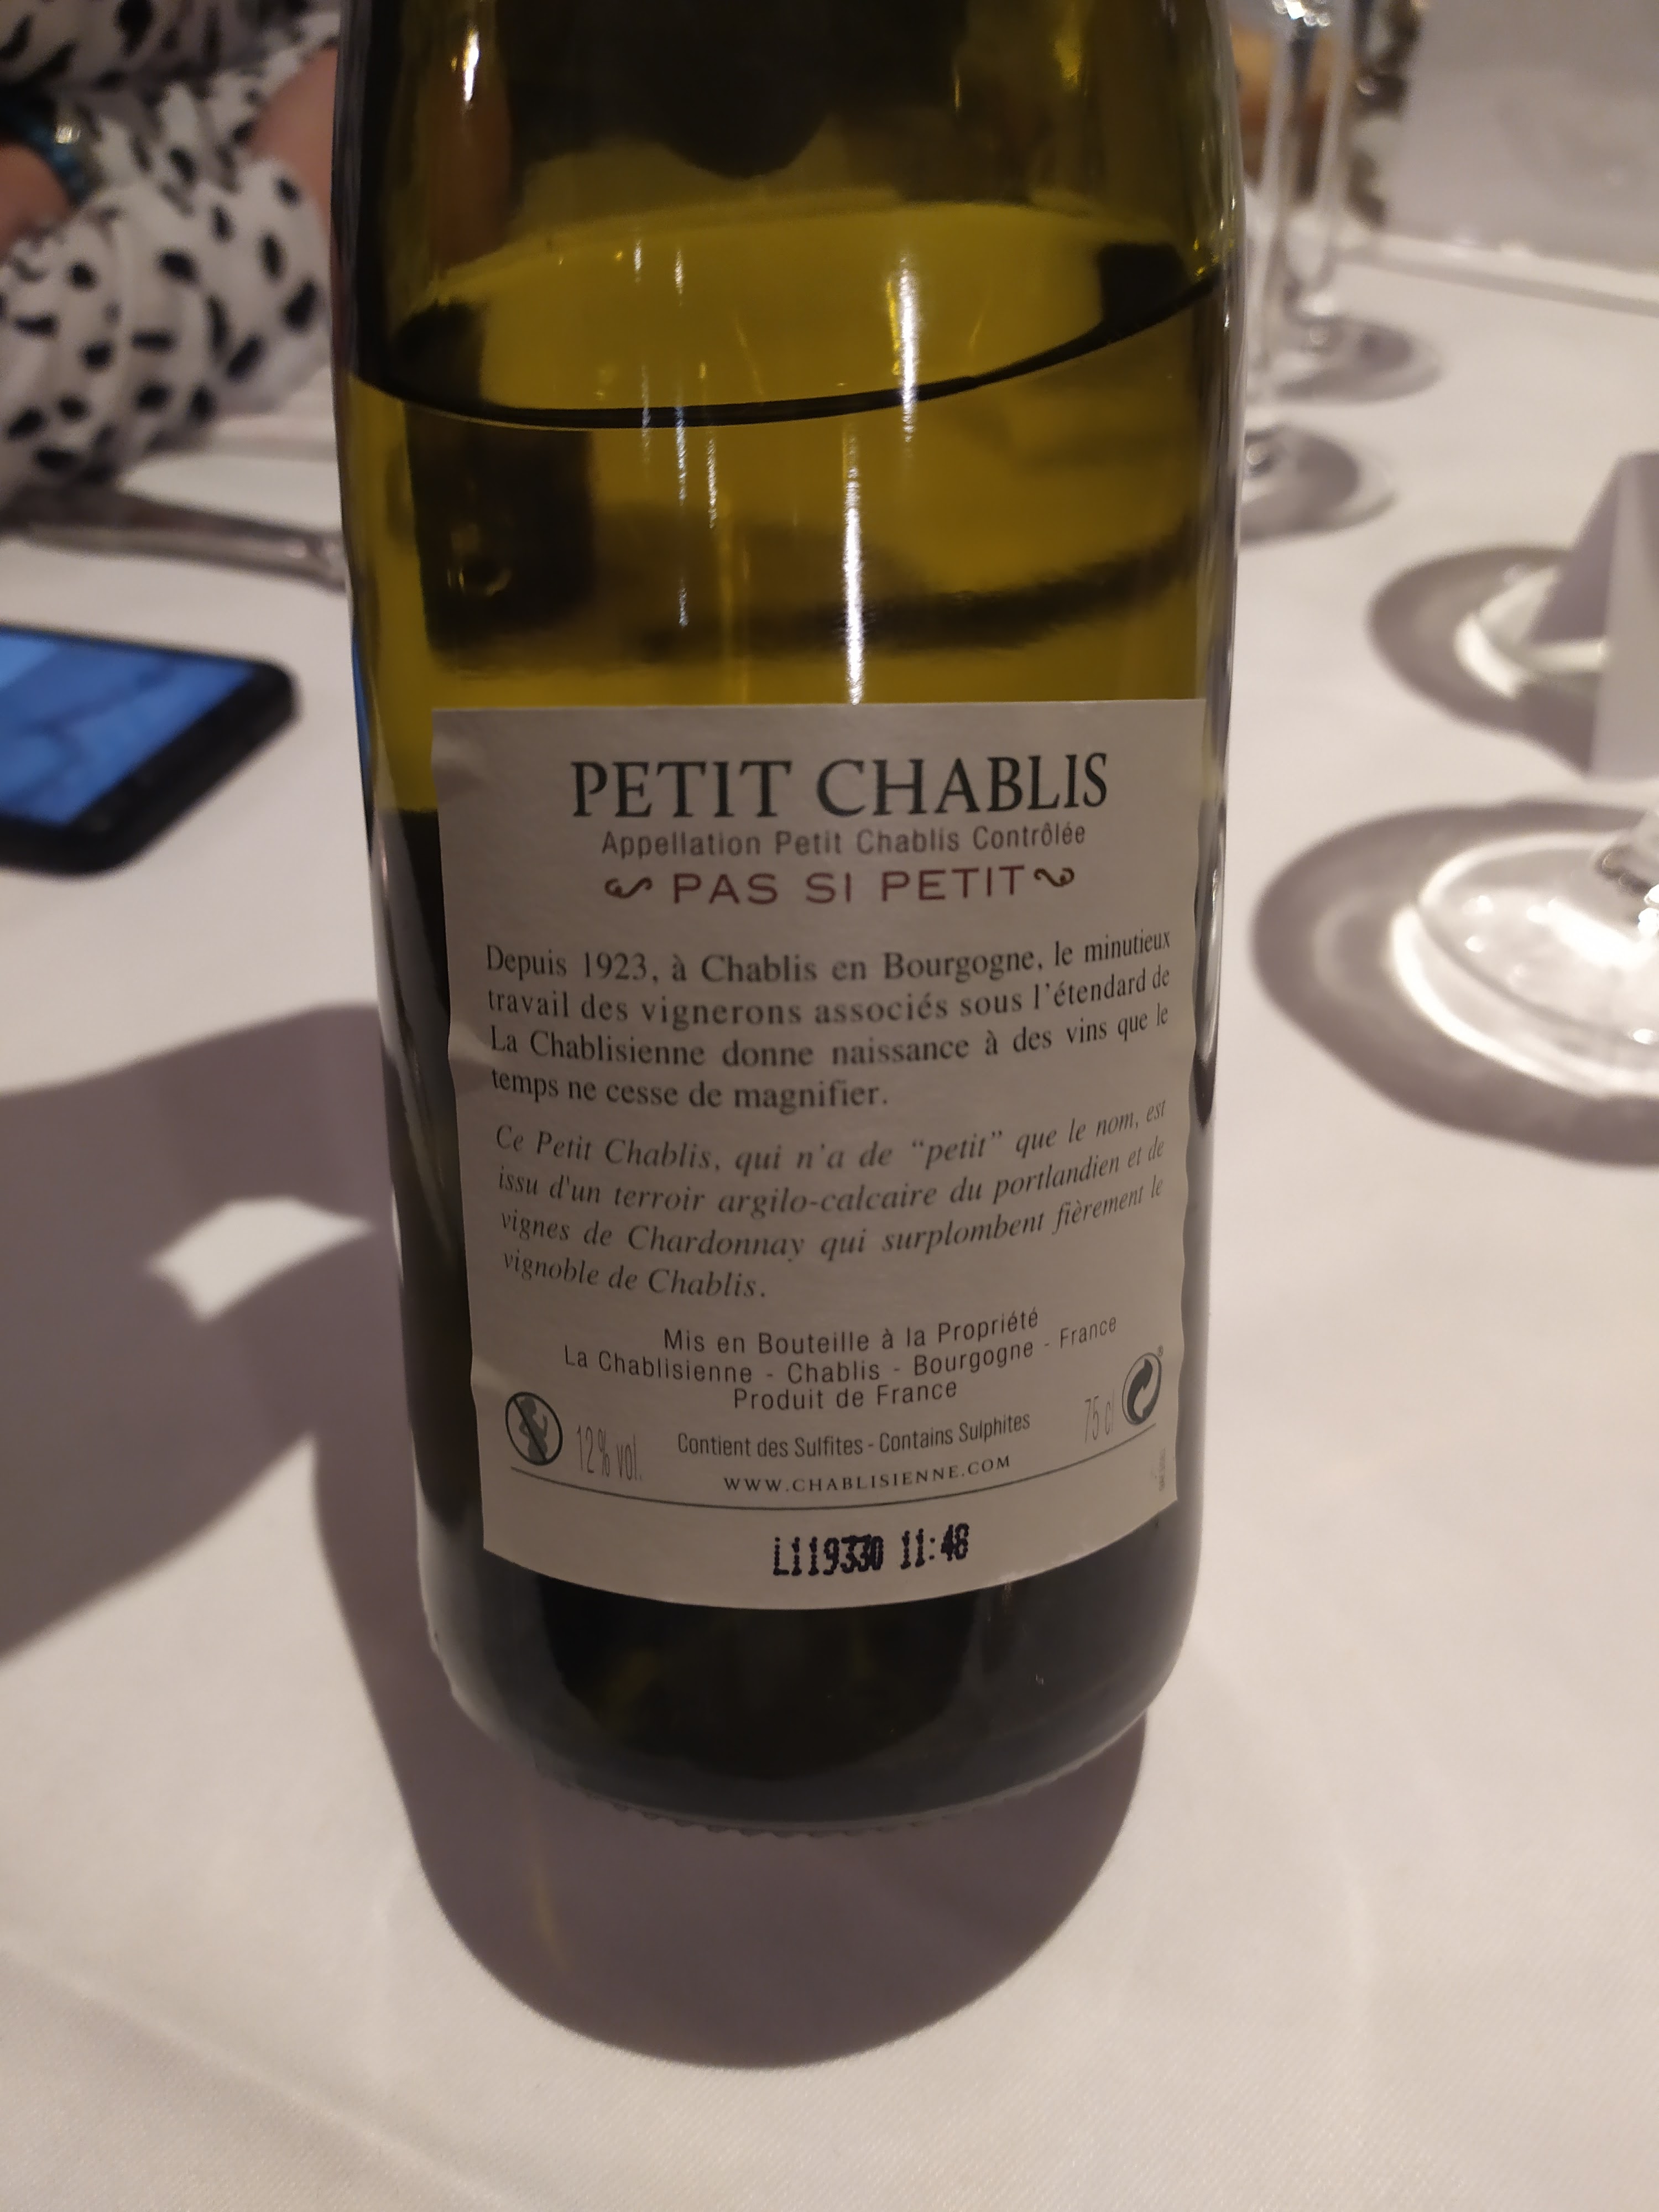 PETIT CHABLIS
Appellation Petit Chablis Contrôlée
PAS SI PETIT
Depuis 1923, à Chablis en Bourgogne, le minutieux
travail des vignerons associés sous l'étendard de
La Chablisienne donne naissance à des vins que le
temps ne cesse de magnifier.
Ce Petit Chablis, qui n'a de “petit” que le nom, est
issu d'un terroir argilo-calcaire du portlandien et de
vignes de Chardonnay qui surplombent fièrement le
vignoble de Chablis.
Mis en Bouteille à la Propriété
La Chablisienne - Chablis - Bourgogne - France
Produit de France
12% vol. Contient des Sulfites - Contains Sulphites 75 cl
WWW.CHABLISIENNE.COM
L119330 11:48